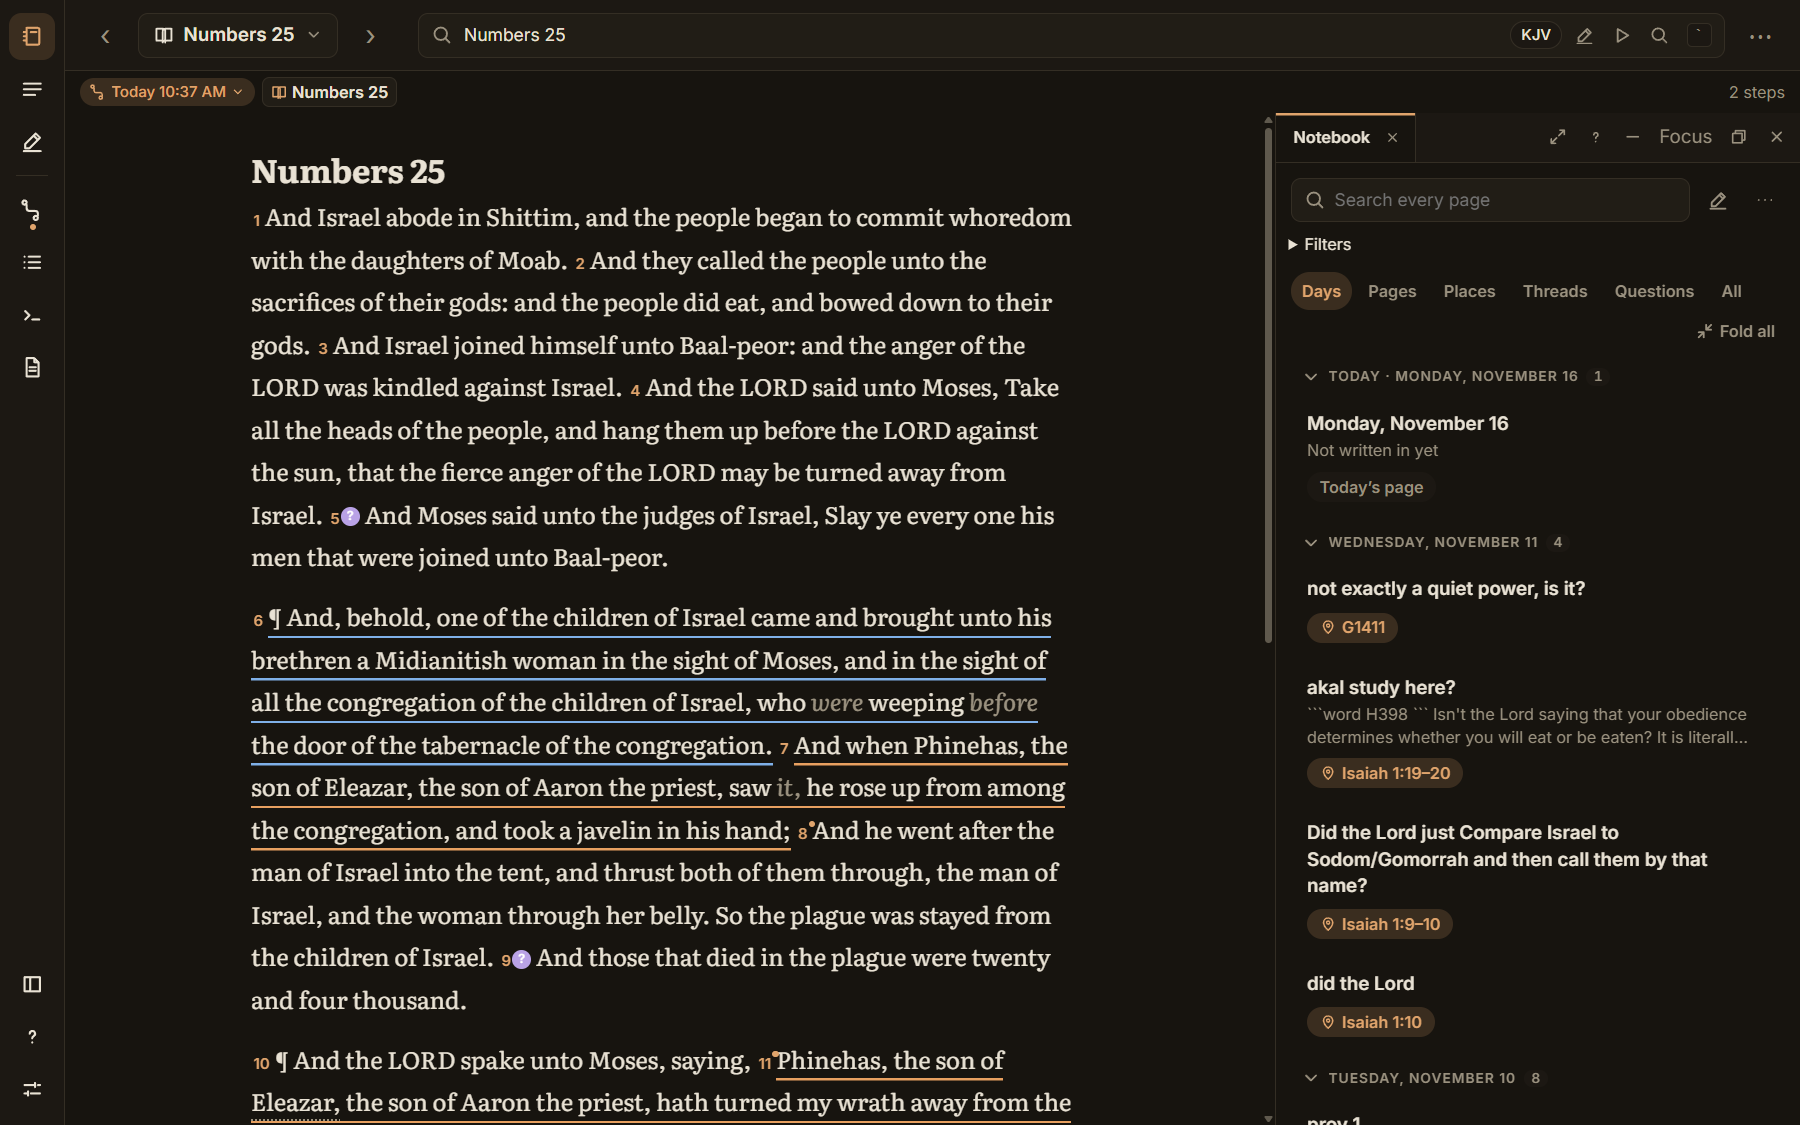 Numbers 25
Numbers 25
KJV
Today 10:37 AM
Numbers 25
2 steps
Numbers 25
1 And Israel abode in Shittim, and the people began to commit whoredom
with the daughters of Moab. 2 And they called the people unto the
sacrifices of their gods: and the people did eat, and bowed down to their
gods. 3 And Israel joined himself unto Baal-peor: and the anger of the
LORD was kindled against Israel. 4 And the LORD said unto Moses, Take
all the heads of the people, and hang them up before the LORD against
the sun, that the fierce anger of the LORD may be turned away from
Israel. 5 ? And Moses said unto the judges of Israel, Slay ye every one his
men that were joined unto Baal-peor.
6 ¶ And, behold, one of the children of Israel came and brought unto his
brethren a Midianitish woman in the sight of Moses, and in the sight of
all the congregation of the children of Israel, who were weeping before
the door of the tabernacle of the congregation. 7 And when Phinehas, the
son of Eleazar, the son of Aaron the priest, saw it, he rose up from among
the congregation, and took a javelin in his hand; 8 And he went after the
man of Israel into the tent, and thrust both of them through, the man of
Israel, and the woman through her belly. So the plague was stayed from
the children of Israel. 9 ? And those that died in the plague were twenty
and four thousand.
10 ¶ And the LORD spake unto Moses, saying, 11 Phinehas, the son of
Eleazar, the son of Aaron the priest, hath turned my wrath away from the
Notebook
? Focus
Search every page
Filters
Days Pages Places Threads Questions All
Fold all
TODAY · MONDAY, NOVEMBER 16 1
Monday, November 16
Not written in yet
Today's page
WEDNESDAY, NOVEMBER 11 4
not exactly a quiet power, is it?
G1411
akal study here?
```word H398 ``` Isn't the Lord saying that your obedience
determines whether you will eat or be eaten? It is literall...
Isaiah 1:19–20
Did the Lord just Compare Israel to
Sodom/Gomorrah and then call them by that
name?
Isaiah 1:9–10
did the Lord
Isaiah 1:10
TUESDAY, NOVEMBER 10 8
prov 1
?